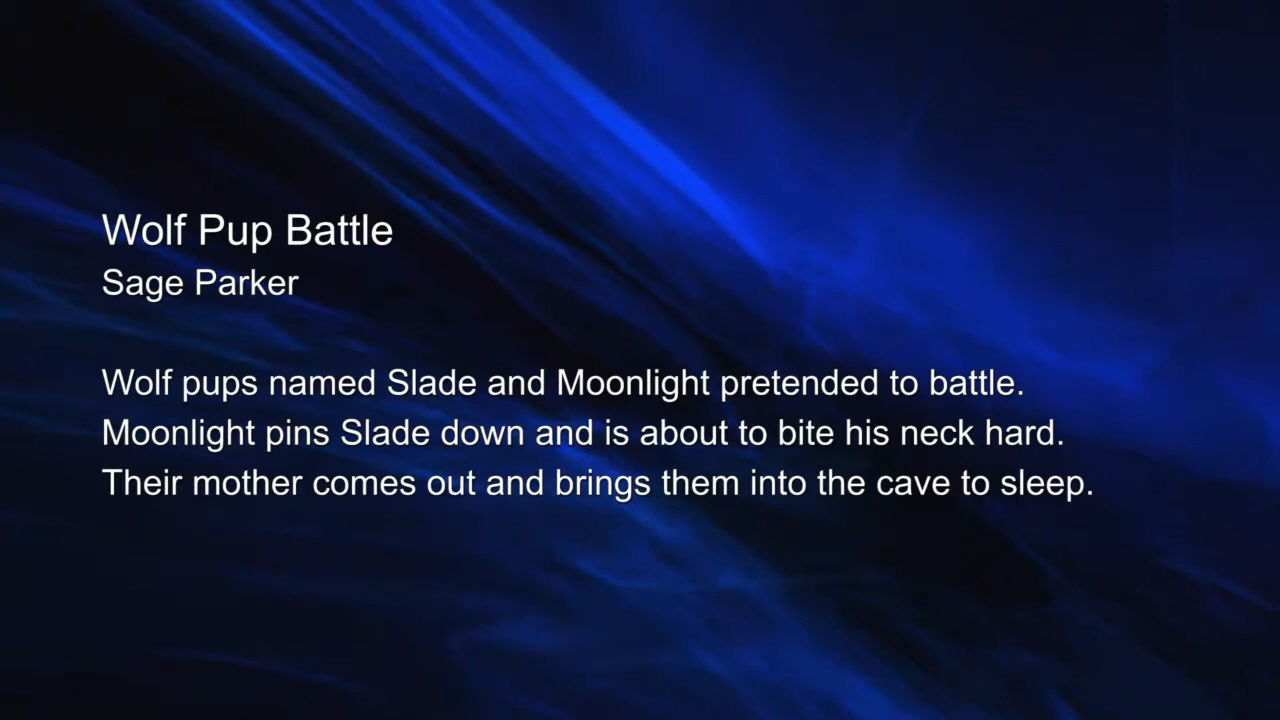 Wolf Pup Battle
Sage Parker
Wolf pups named Slade and Moonlight pretended to battle.
Moonlight pins Slade down and is about to bite his neck hard.
Their mother comes out and brings them into the cave to sleep.